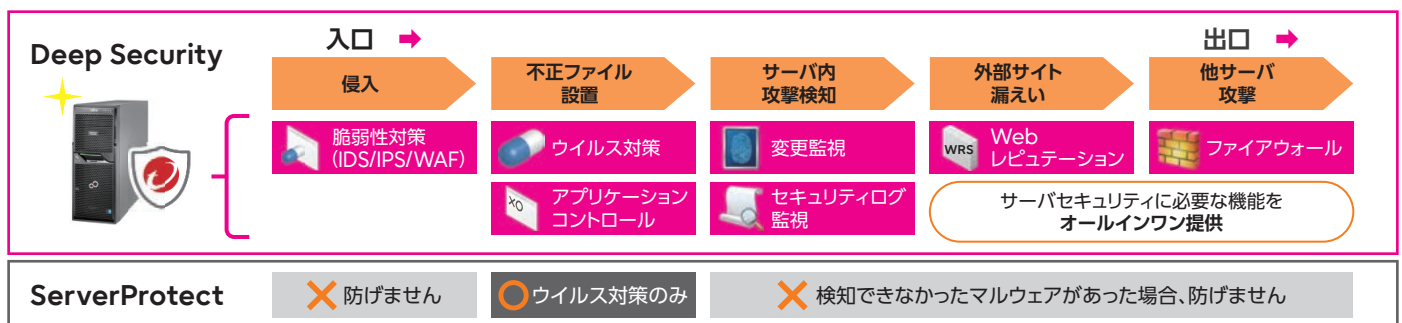 Deep Security
入口
出口
侵入
不正ファイル
設置
サーバ内
攻撃検知
外部サイト
漏えい
他サーバ
攻撃
脆弱性対策
(IDS/IPS/WAF)
ウイルス対策
変更監視
WRS
Web
レピュテーション
ファイアウォール
XO
アプリケーション
コントロール
セキュリティログ
監視
サーバセキュリティに必要な機能を
オールインワン提供
ServerProtect
防げません
ウイルス対策のみ
検知できなかったマルウェアがあった場合、防げません